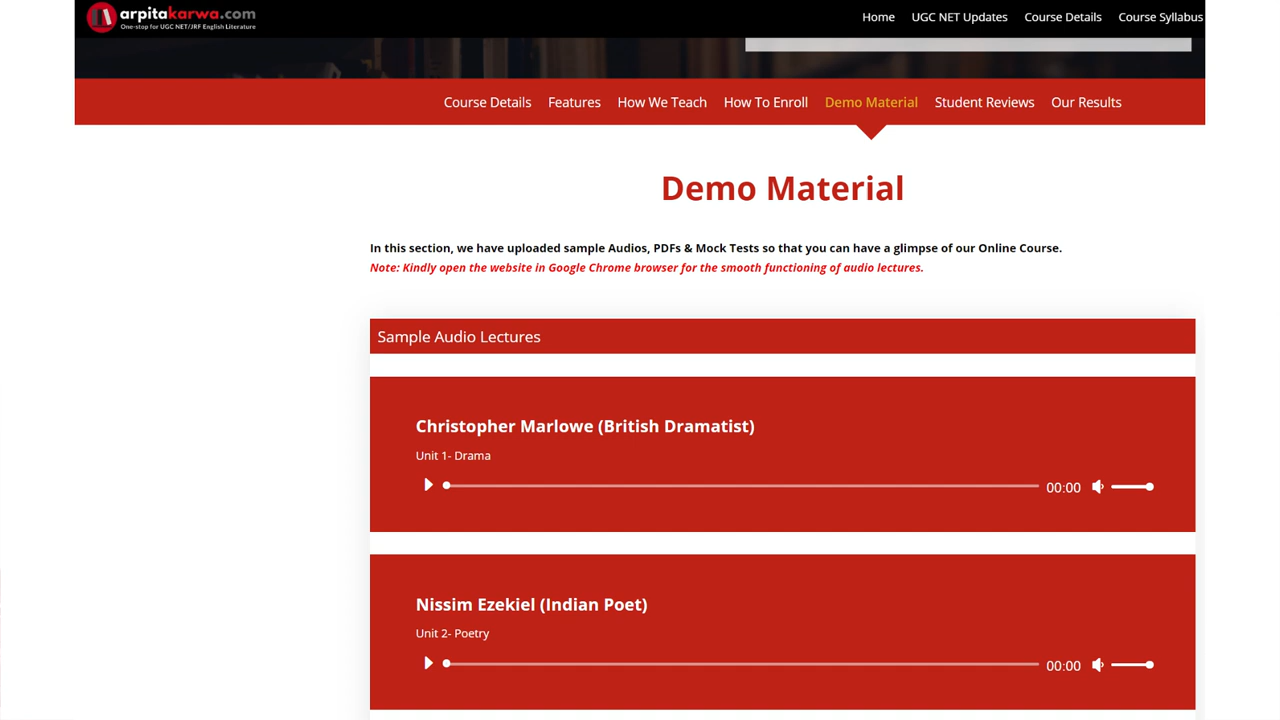 arpitakarwa.com
One-stop for UGC NET/JRF English Literature
Home UGC NET Updates Course Details Course Syllabus
Course Details Features How We Teach How To Enroll Demo Material Student Reviews Our Results
Demo Material
In this section, we have uploaded sample Audios, PDFs & Mock Tests so that you can have a glimpse of our Online Course.
Note: Kindly open the website in Google Chrome browser for the smooth functioning of audio lectures.
Sample Audio Lectures
Christopher Marlowe (British Dramatist)
Unit 1- Drama
00:00
Nissim Ezekiel (Indian Poet)
Unit 2- Poetry
00:00